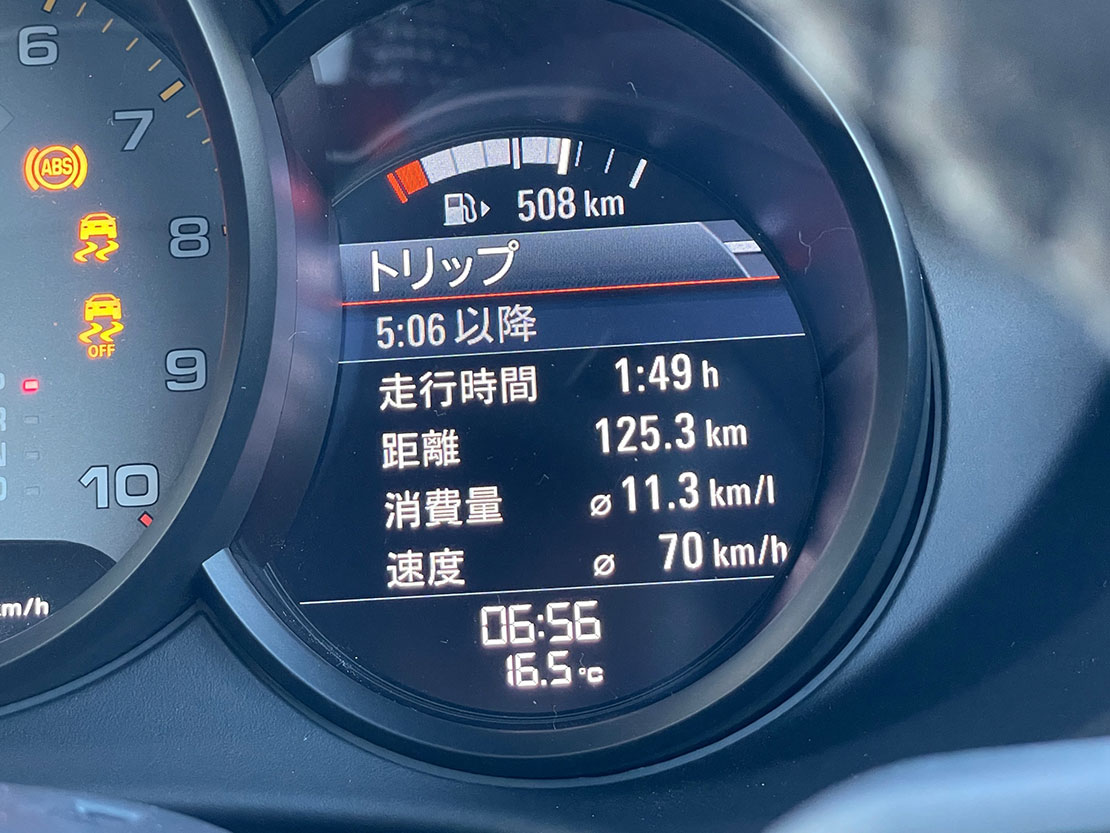 6
7
ABS
8
OFF
9
R
10
km/h
508 km
トリップ
5:06 以降
走行時間 1:49 h
距離 125.3 km
消費量 ⌀ 11.3 km/l
速度 ⌀ 70 km/h
06:56
16.5 °C